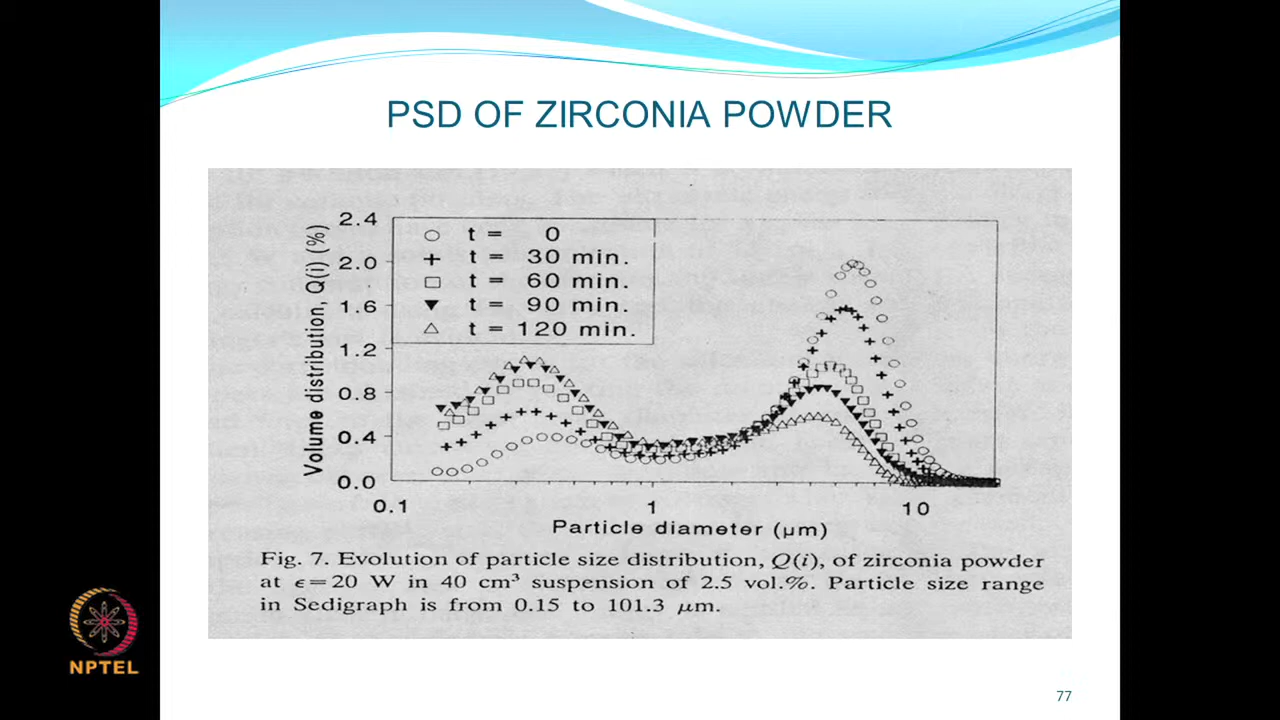 PSD OF ZIRCONIA POWDER
Volume distribution, Q(i) (%)
2.4
2.0
1.6
1.2
0.8
0.4
0.0
t = 0
t = 30 min.
t = 60 min.
t = 90 min.
t = 120 min.
0.1 1 10
Particle diameter (μm)
Fig. 7. Evolution of particle size distribution, Q(i), of zirconia powder
at ϵ=20 W in 40 cm³ suspension of 2.5 vol.%. Particle size range
in Sedigraph is from 0.15 to 101.3 μm.
NPTEL
77